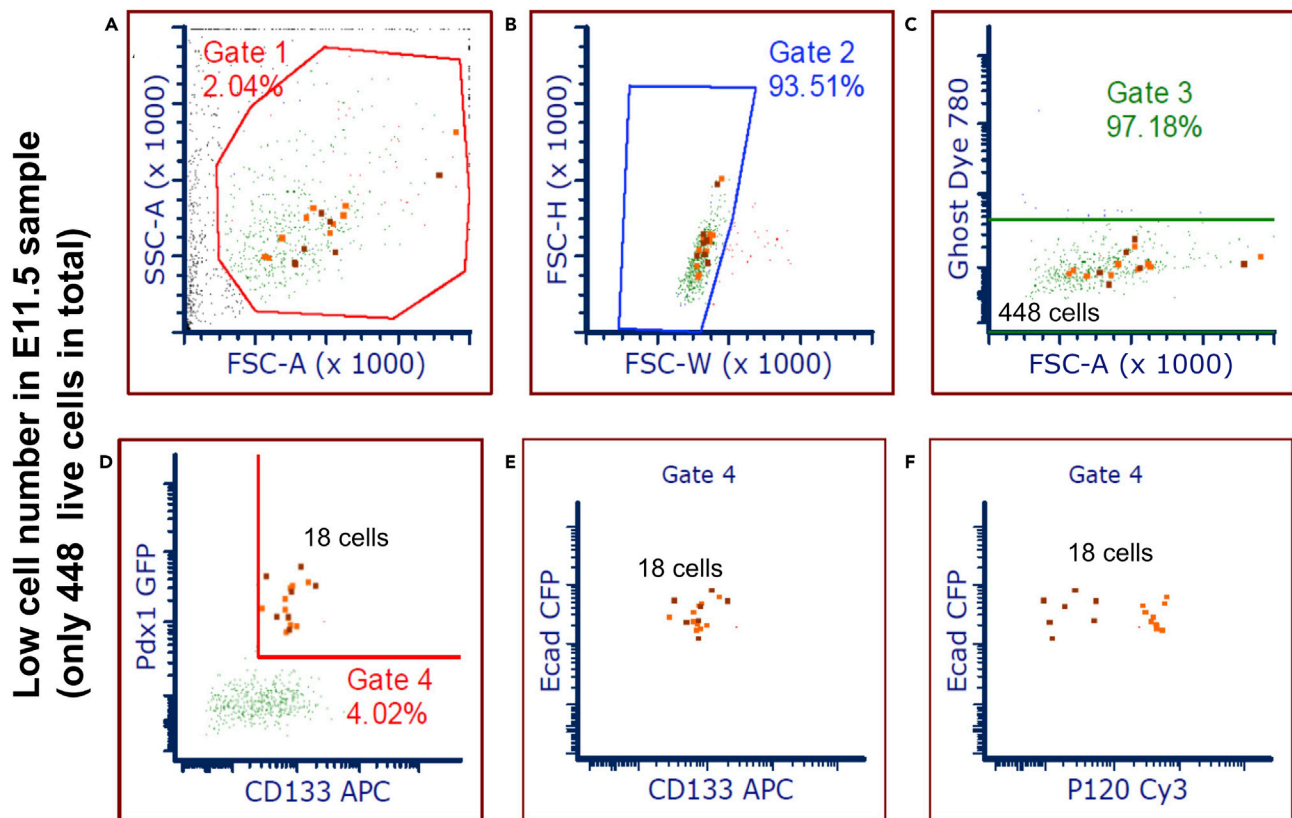 Low cell number in E11.5 sample
(only 448 live cells in total)
A
Gate 1
2.04%
SSC-A (x 1000)
FSC-A (x 1000)
B
Gate 2
93.51%
FSC-H (x 1000)
FSC-W (x 1000)
C
Gate 3
97.18%
Ghost Dye 780
448 cells
FSC-A (x 1000)
D
18 cells
Pdx1 GFP
Gate 4
4.02%
CD133 APC
E
Gate 4
18 cells
Ecad CFP
CD133 APC
F
Gate 4
18 cells
Ecad CFP
P120 Cy3